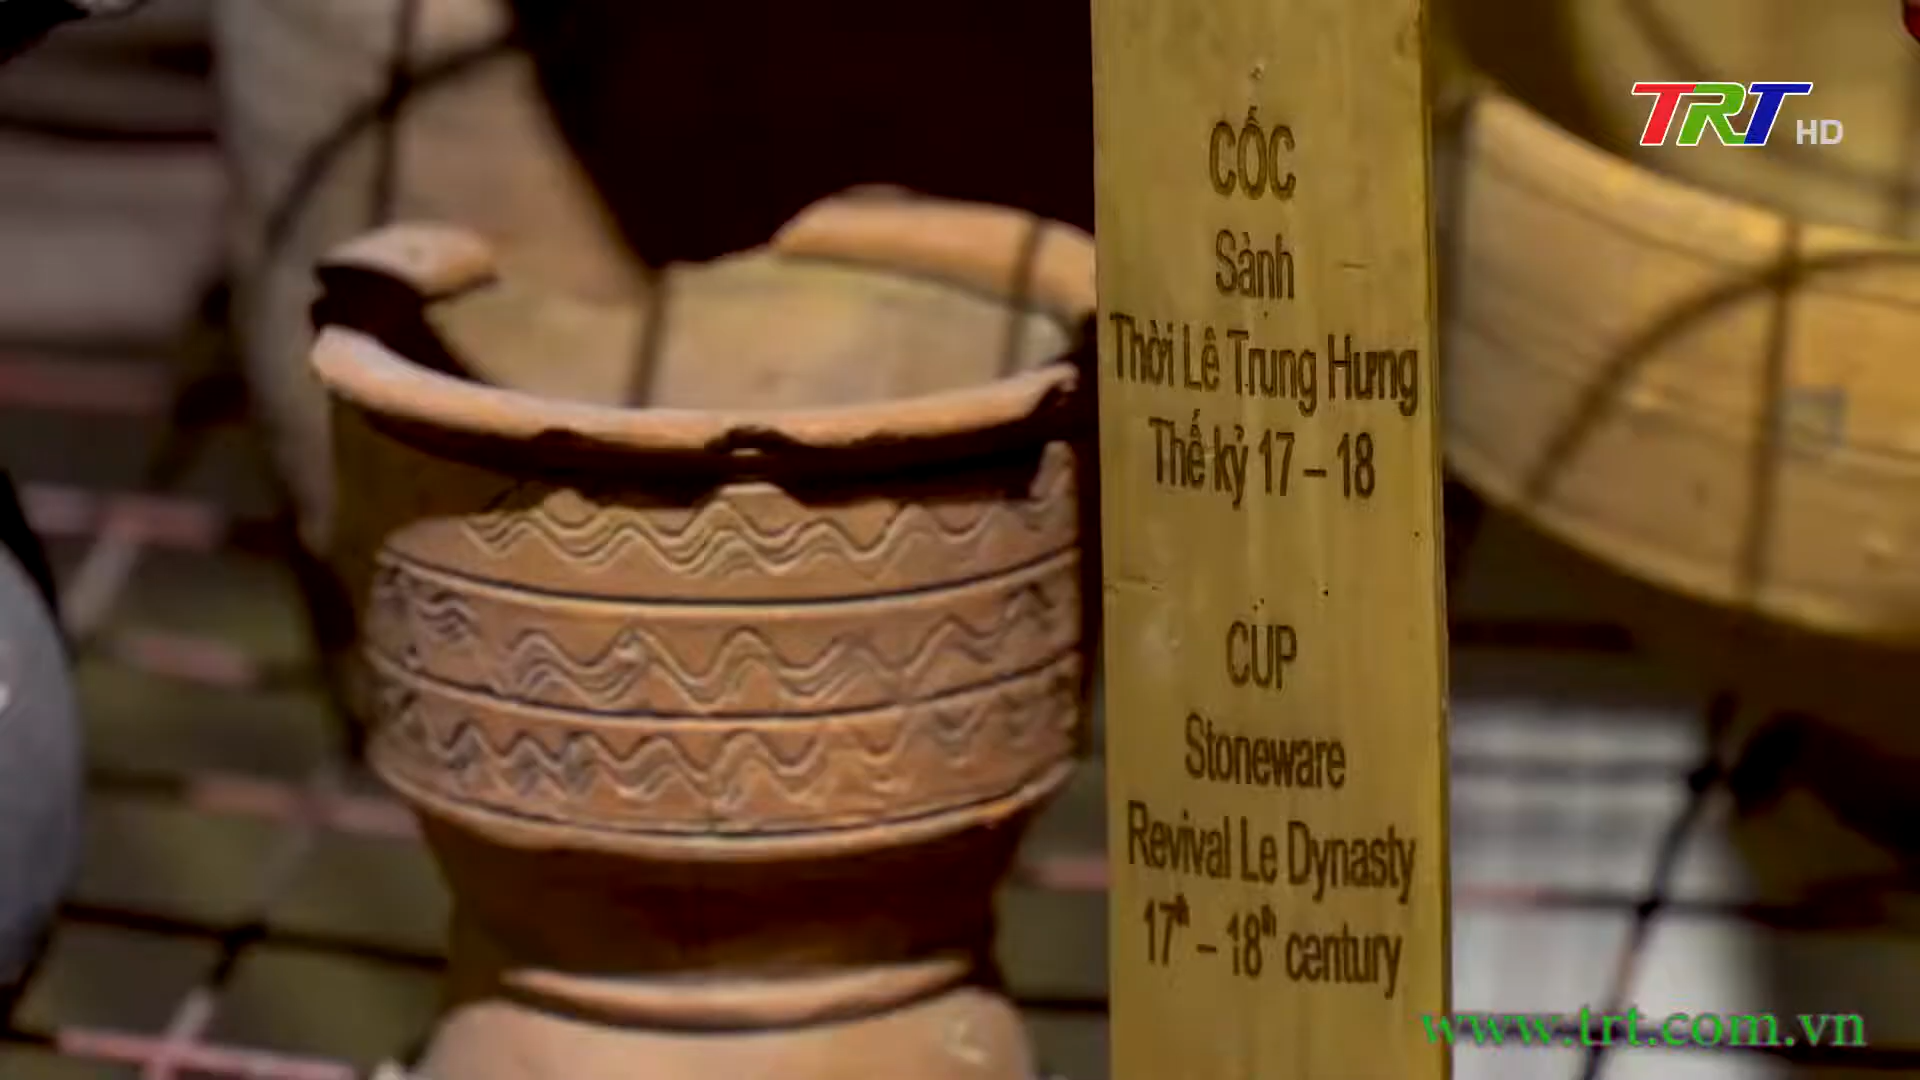 TRT HD
CỐC
Sành
Thời Lê Trung Hưng
Thế kỷ 17 – 18
CUP
Stoneware
Revival Le Dynasty
17th – 18th century
www.trt.com.vn